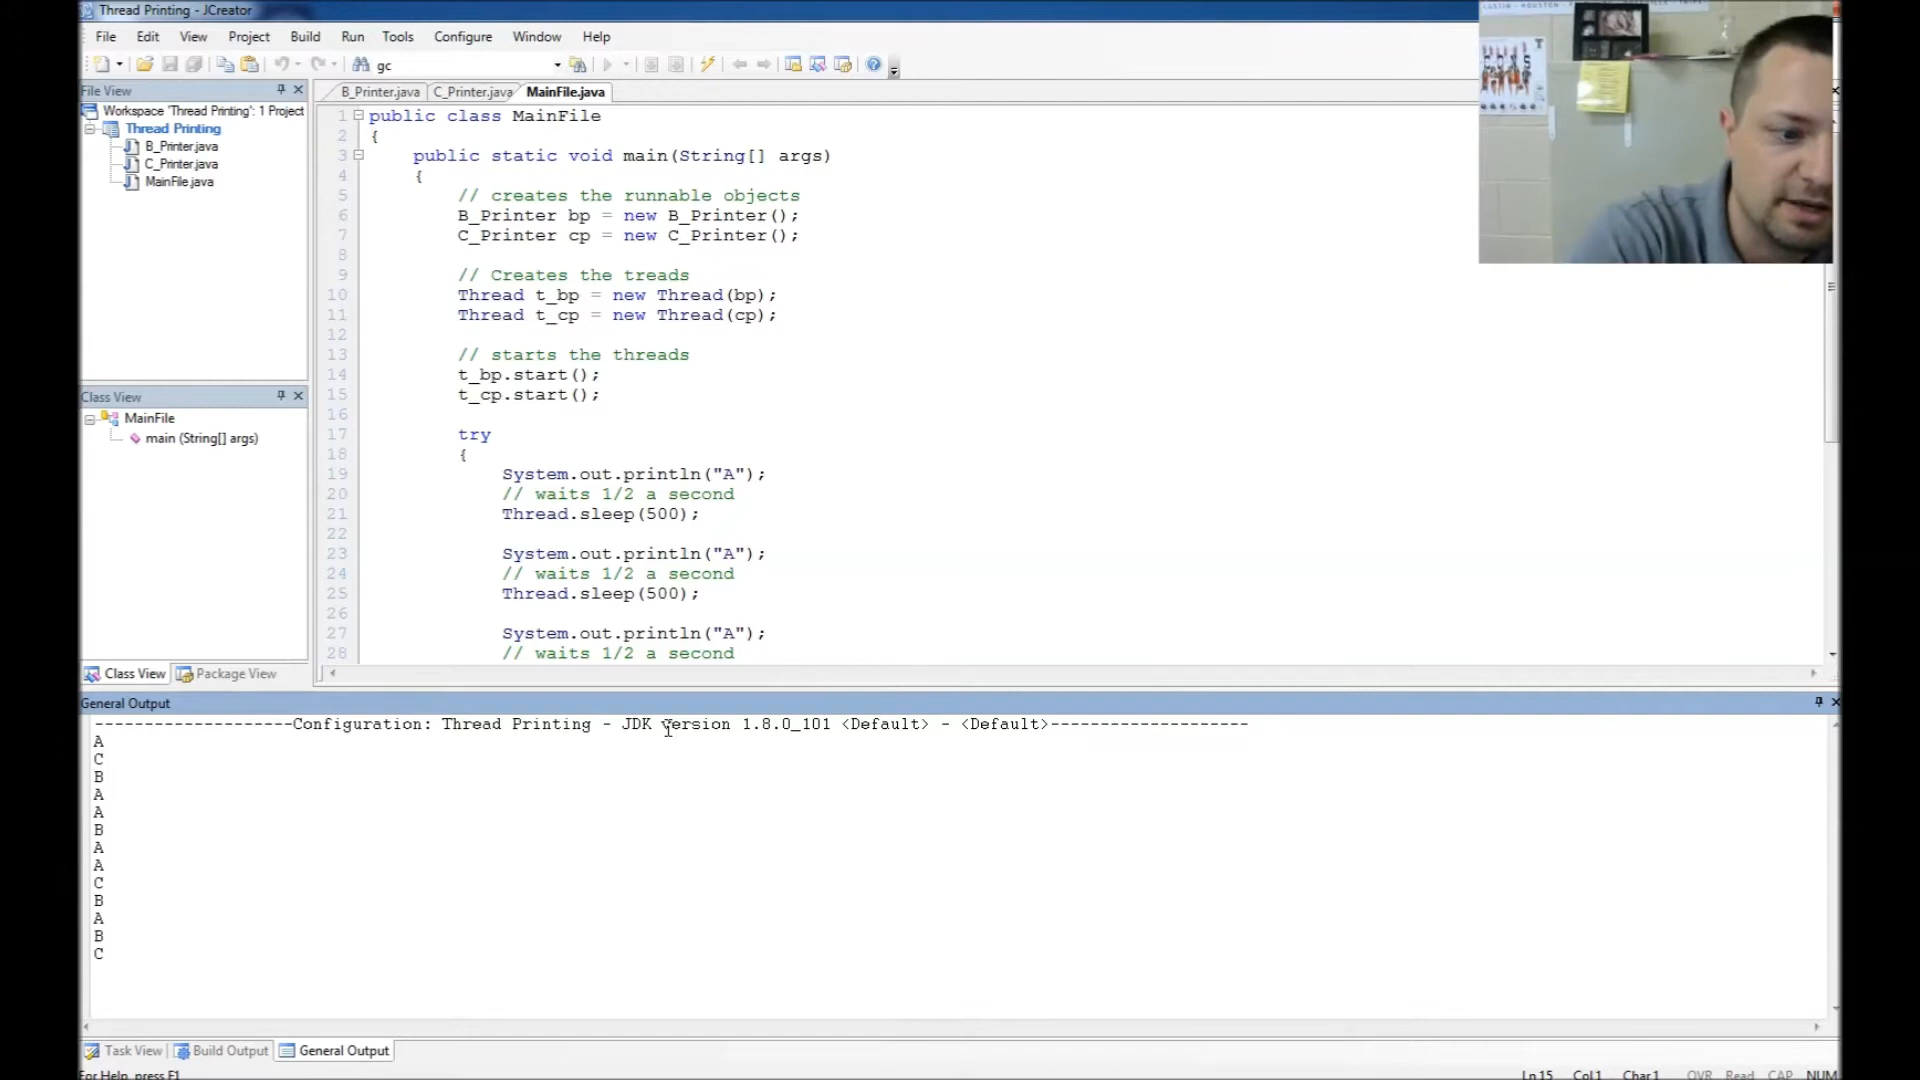 Thread Printing - JCreator
File Edit View Project Build Run Tools Configure Window Help
gc
File View
Workspace 'Thread Printing': 1 Project
Thread Printing
B_Printer.java
C_Printer.java
MainFile.java
Class View
MainFile
main (String[] args)
Class View Package View
B_Printer.java C_Printer.java MainFile.java
1 public class MainFile
2 {
3 public static void main(String[] args)
4 {
5 // creates the runnable objects
6 B_Printer bp = new B_Printer();
7 C_Printer cp = new C_Printer();
8
9 // Creates the treads
10 Thread t_bp = new Thread(bp);
11 Thread t_cp = new Thread(cp);
12
13 // starts the threads
14 t_bp.start();
15 t_cp.start();
16
17 try
18 {
19 System.out.println("A");
20 // waits 1/2 a second
21 Thread.sleep(500);
22
23 System.out.println("A");
24 // waits 1/2 a second
25 Thread.sleep(500);
26
27 System.out.println("A");
28 // waits 1/2 a second
General Output
--------------------Configuration: Thread Printing - JDK version 1.8.0_101 <Default> - <Default>--------------------
A
C
B
A
A
B
A
A
C
B
A
B
C
Task View Build Output General Output
For Help, press F1
Ln 15 Col 1 Char 1 OVR Read CAP NUM